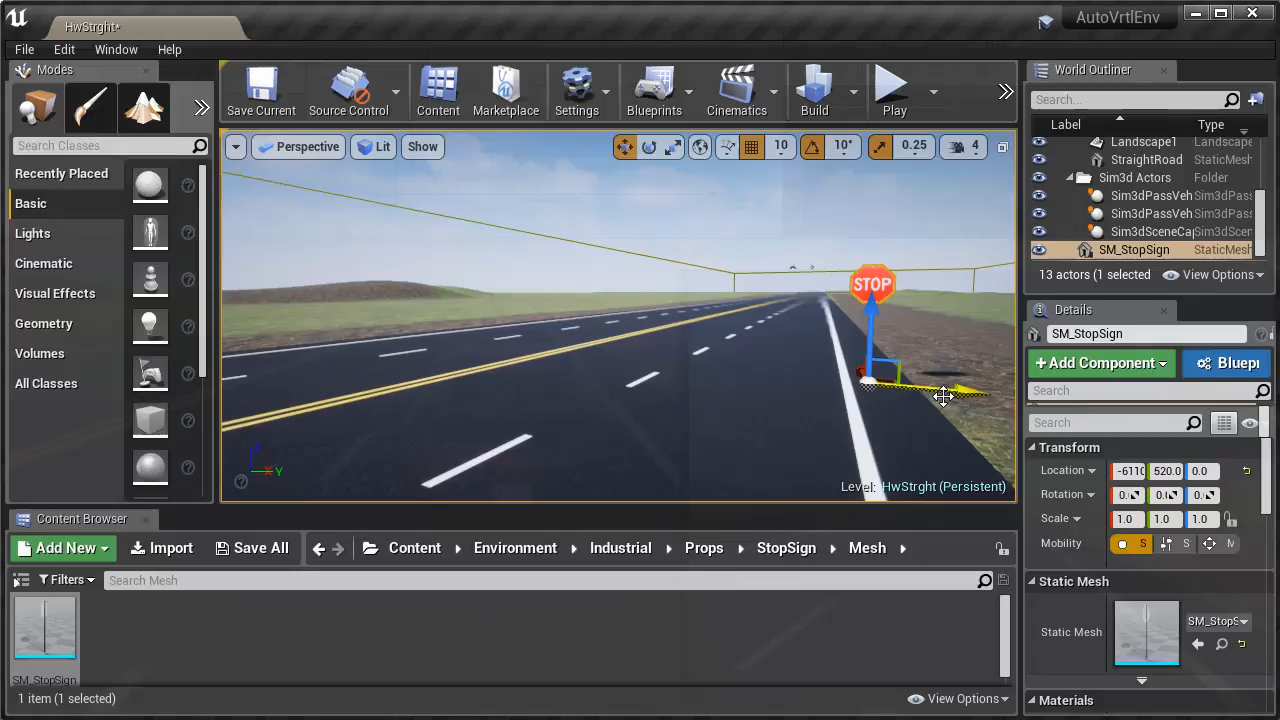 HwStrght*
AutoVrtlEnv
File Edit Window Help
Modes
Search Classes
Recently Placed
Basic
Lights
Cinematic
Visual Effects
Geometry
Volumes
All Classes
Save Current Source Control Content Marketplace Settings Blueprints Cinematics Build Play
Perspective Lit Show 10 10° 0.25 4
STOP
Y
Level: HwStrght (Persistent)
World Outliner
Search...
Label Type
Landscape1 Landscape
StraightRoad StaticMesh
Sim3d Actors Folder
Sim3dPassVeh Sim3dPass
Sim3dPassVeh Sim3dPass
Sim3dSceneCap Sim3dScen
SM_StopSign StaticMesh
13 actors (1 selected View Options
Details
SM_StopSign
+Add Component Bluepr
Search
Search
Transform
Location -6110 520.0 0.0
Rotation
Scale 1.0 1.0 1.0
Mobility S S M
Static Mesh
Static Mesh SM_StopS
Materials
Content Browser
Add New Import Save All Content Environment Industrial Props StopSign Mesh
Filters Search Mesh
SM_StopSign
1 item (1 selected) View Options